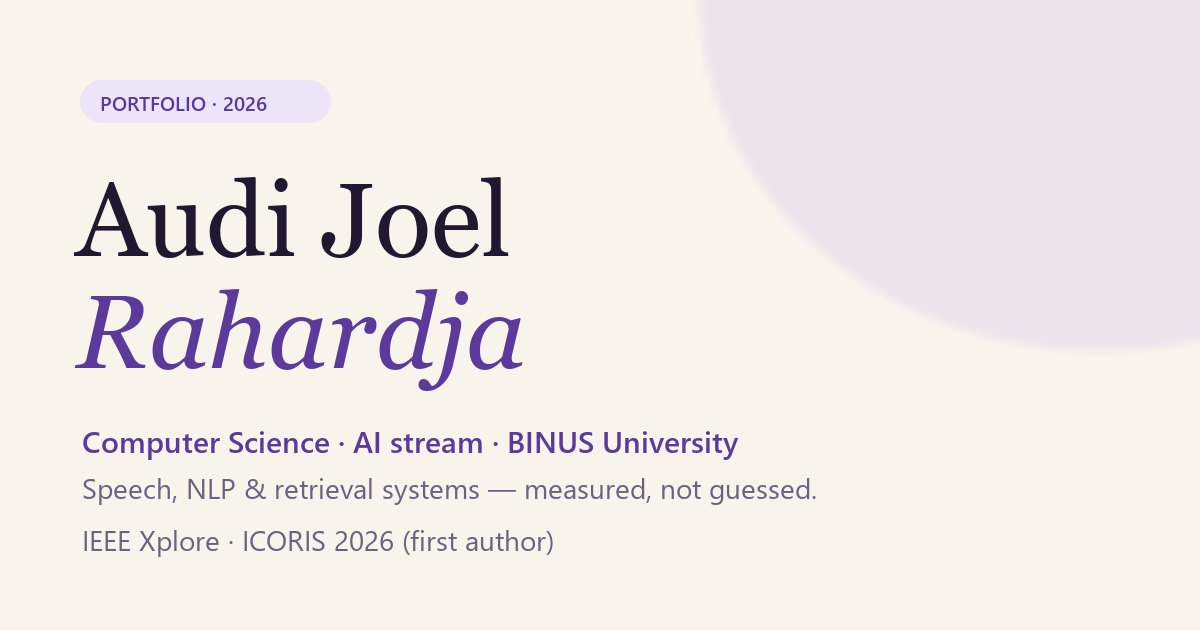 PORTFOLIO · 2026
Audi Joel
Rahardja
Computer Science · AI stream · BINUS University
Speech, NLP & retrieval systems — measured, not guessed.
IEEE Xplore · ICORIS 2026 (first author)